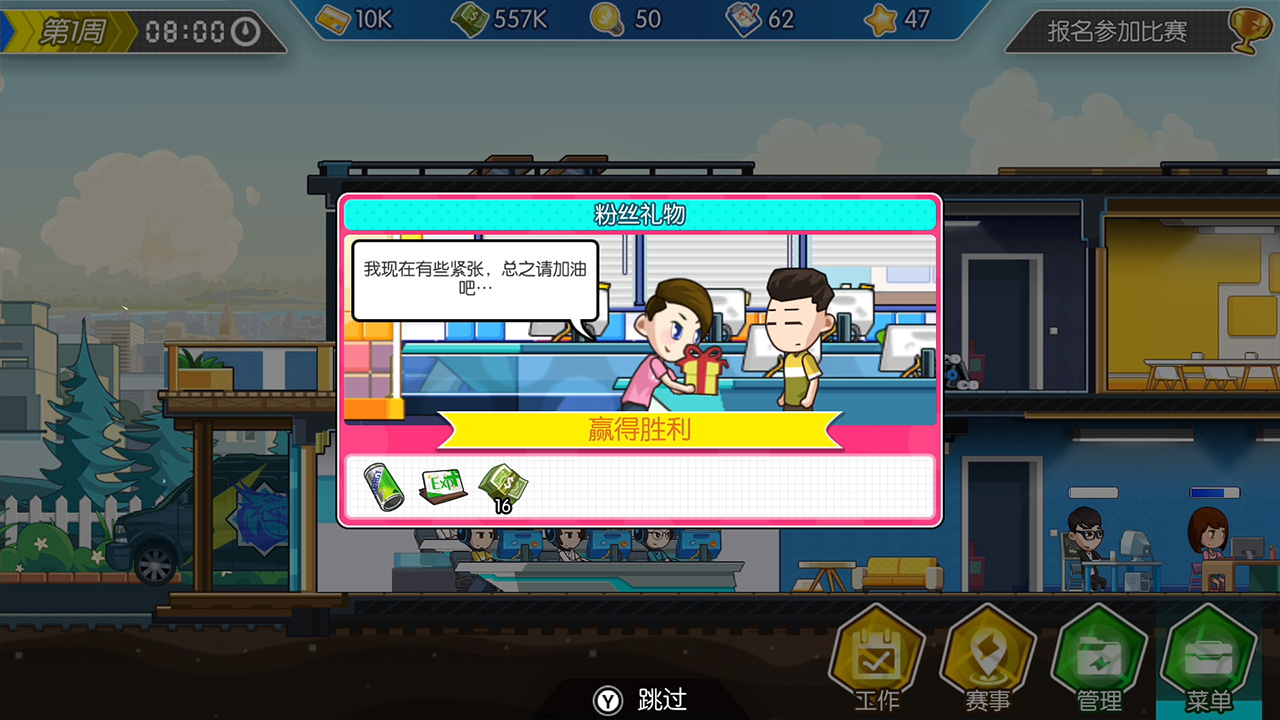 第1周
08:00
10K
557K
50
62
47
报名参加比赛
粉丝礼物
我现在有些紧张，总之请加油
吧…
赢得胜利
Exp
16
工作
赛事
管理
菜单
Y 跳过